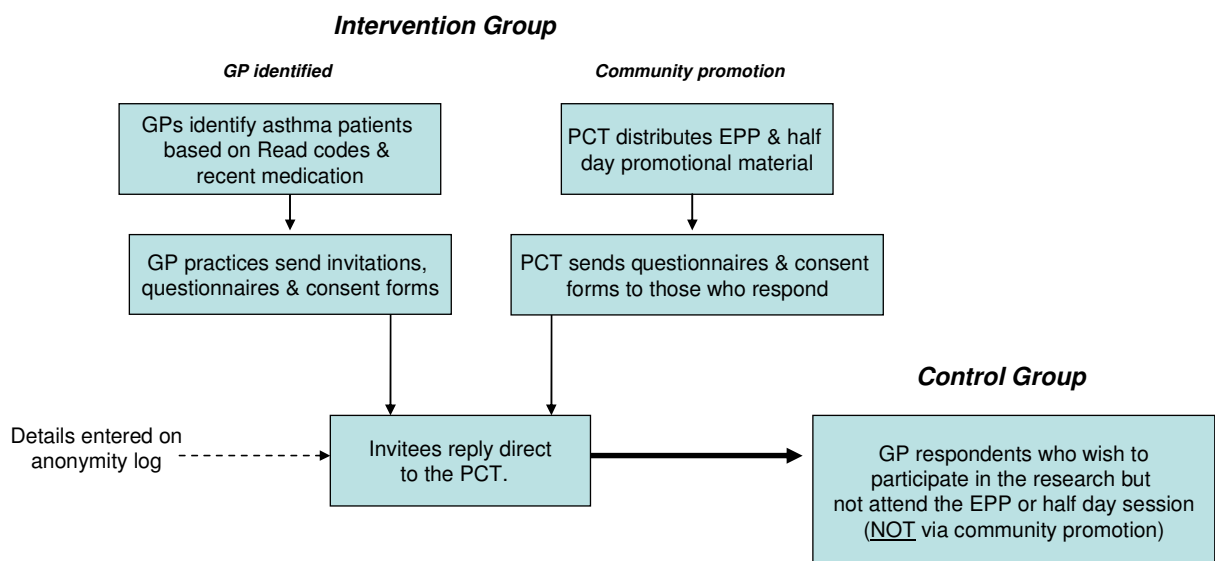 Intervention Group
GP identified
Community promotion
GPs identify asthma patients
based on Read codes &
recent medication
PCT distributes EPP & half
day promotional material
GP practices send invitations,
questionnaires & consent forms
PCT sends questionnaires & consent
forms to those who respond
Control Group
Details entered on
anonymity log
Invitees reply direct
to the PCT.
GP respondents who wish to
participate in the research but
not attend the EPP or half day session
(NOT via community promotion)